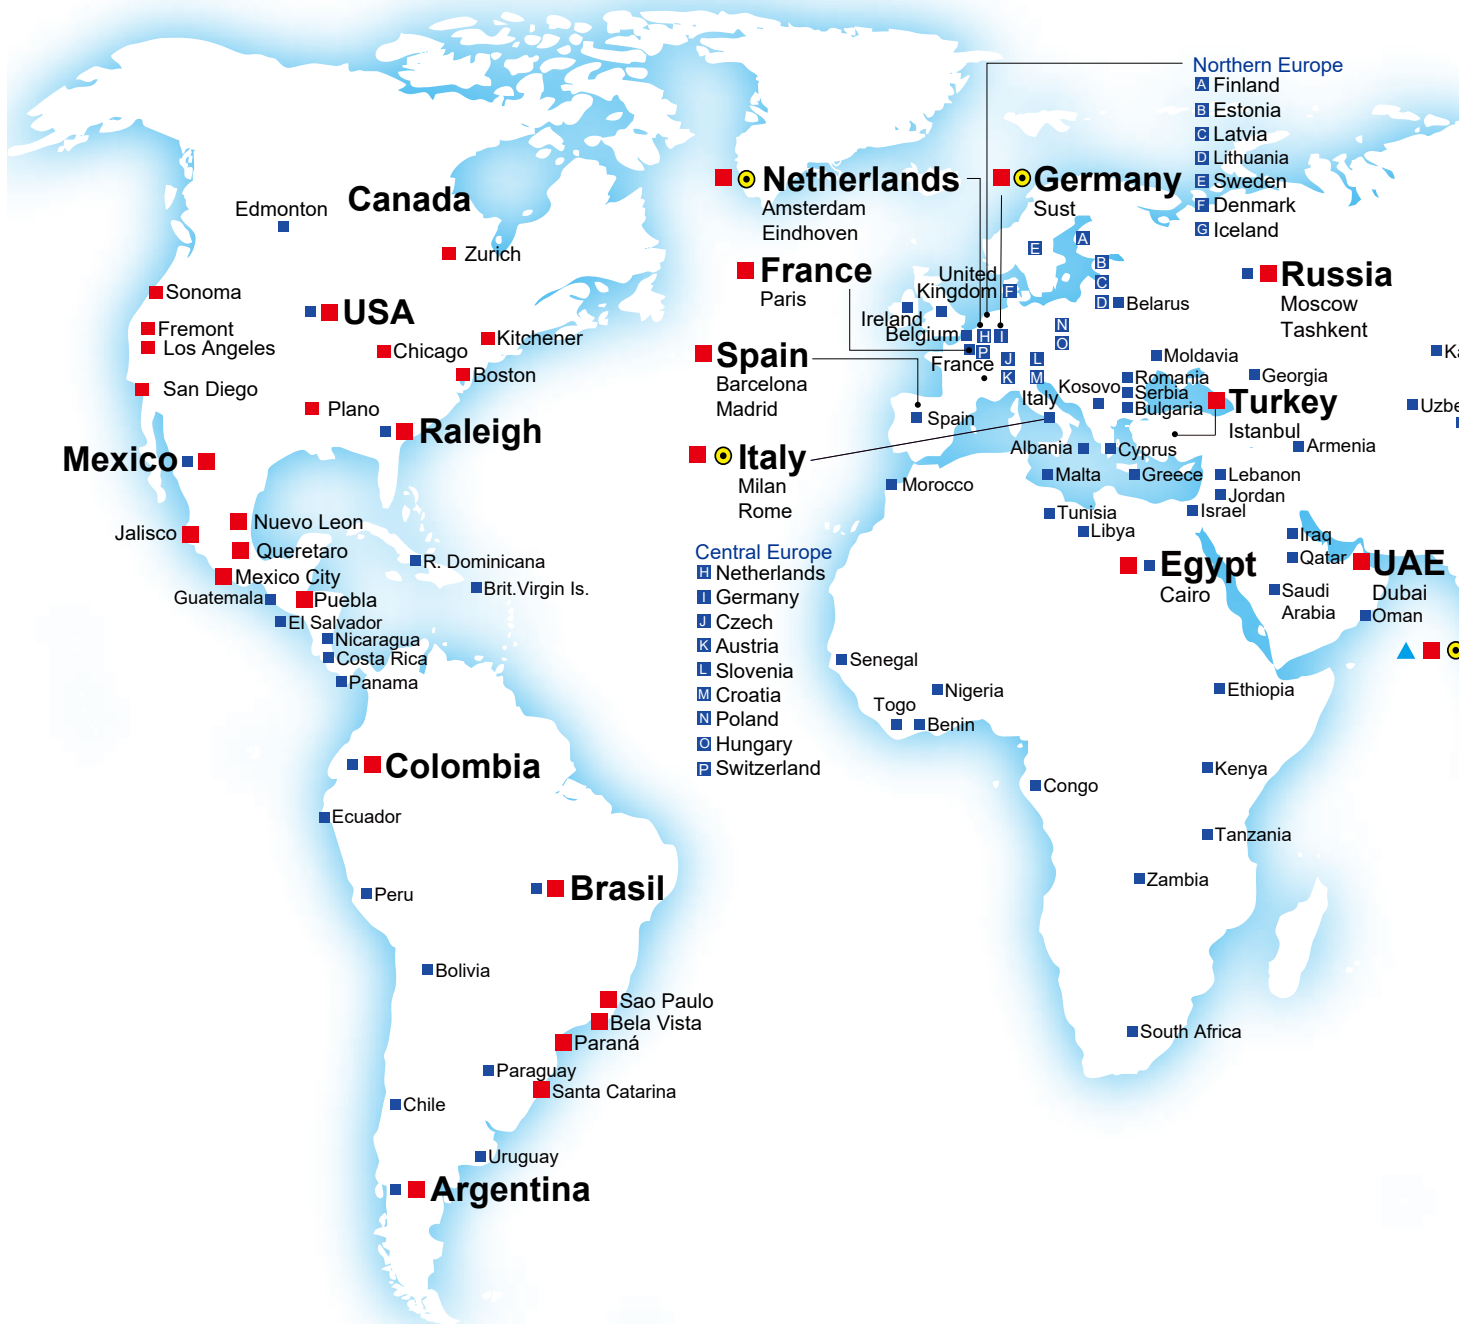 Canada
Edmonton
Zurich
Sonoma
USA
Fremont
Los Angeles
Kitchener
Chicago
Boston
San Diego
Plano
Raleigh
Mexico
Nuevo Leon
Jalisco
Queretaro
Mexico City
R. Dominicana
Brit.Virgin Is.
Guatemala
Puebla
El Salvador
Nicaragua
Costa Rica
Panama
Colombia
Ecuador
Peru
Brasil
Bolivia
Sao Paulo
Bela Vista
Paraná
Paraguay
Santa Catarina
Chile
Uruguay
Argentina
Netherlands
Amsterdam
Eindhoven
France
Paris
Spain
Barcelona
Madrid
Italy
Milan
Rome
Germany
Sust
Northern Europe
A Finland
B Estonia
C Latvia
D Lithuania
E Sweden
F Denmark
G Iceland
Russia
Moscow
Tashkent
Central Europe
H Netherlands
I Germany
J Czech
K Austria
L Slovenia
M Croatia
N Poland
O Hungary
P Switzerland
E
A
B
C
D
F
United
Kingdom
Ireland
Belgium
H
I
P
J
L
K
M
N
O
France
Belarus
Moldavia
Kosovo
Romania
Serbia
Bulgaria
Georgia
Italy
Spain
Turkey
Istanbul
Armenia
Albania
Cyprus
Malta
Greece
Lebanon
Jordan
Israel
Morocco
Tunisia
Libya
Iraq
Qatar
Egypt
Cairo
UAE
Dubai
Saudi
Arabia
Oman
Senegal
Nigeria
Togo
Benin
Ethiopia
Congo
Kenya
Tanzania
Zambia
South Africa
Uzbe